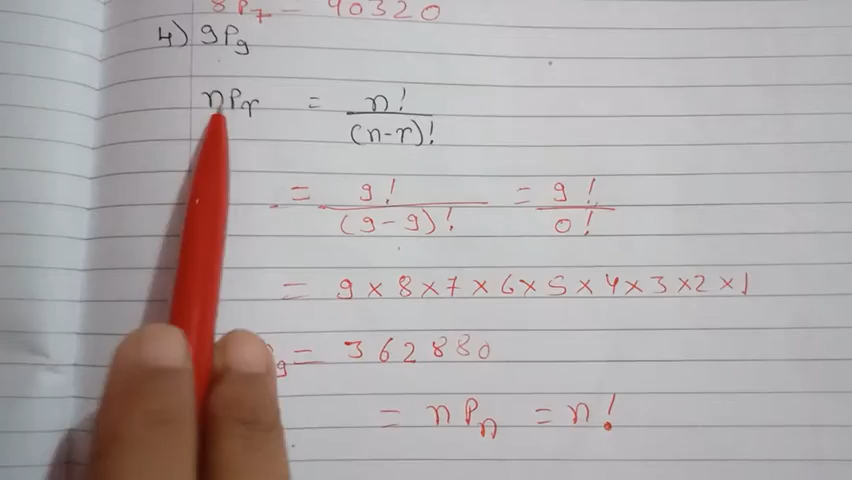 8P7 - 40320
4) 9P9
nPr = n! / (n-r)!
= 9! / (9-9)! = 9! / 0!
= 9 × 8 × 7 × 6 × 5 × 4 × 3 × 2 × 1
9 = 362880
= nPn = n!